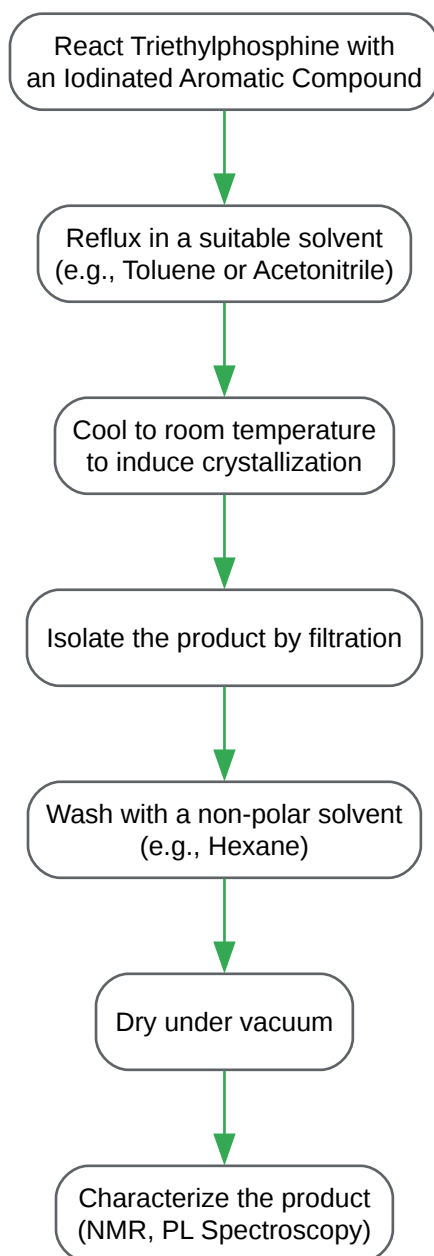 React Triethylphosphine with
an Iodinated Aromatic Compound
Reflux in a suitable solvent
(e.g., Toluene or Acetonitrile)
Cool to room temperature
to induce crystallization
Isolate the product by filtration
Wash with a non-polar solvent
(e.g., Hexane)
Dry under vacuum
Characterize the product
(NMR, PL Spectroscopy)